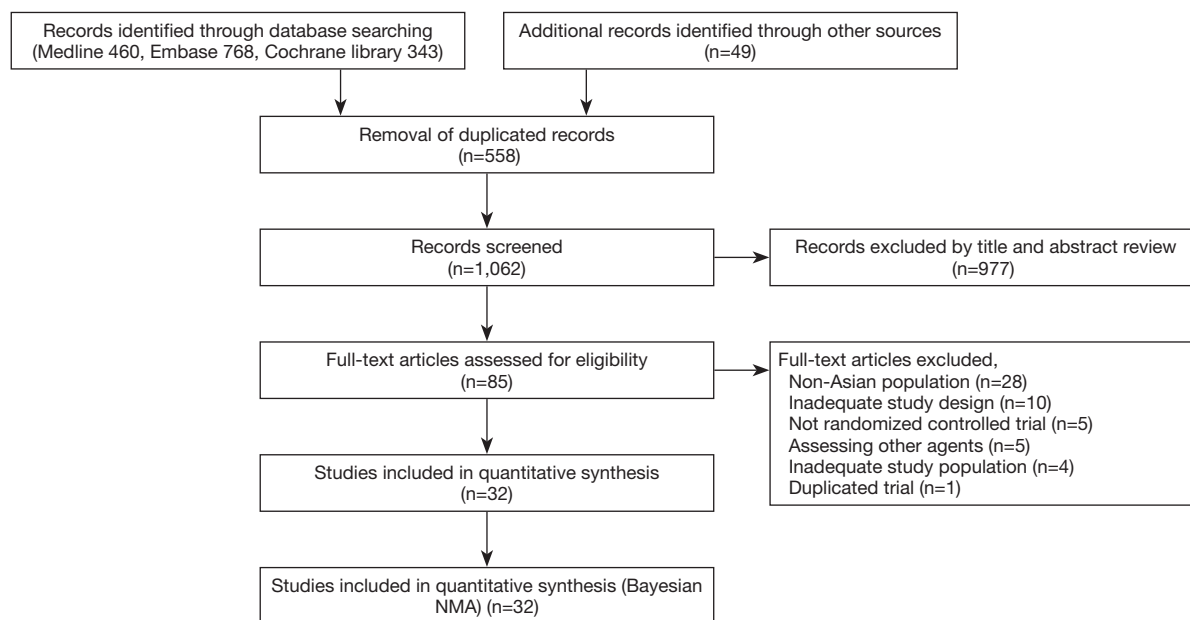 Records identified through database searching
(Medline 460, Embase 768, Cochrane library 343)
Additional records identified through other sources
(n=49)
Removal of duplicated records
(n=558)
Records screened
(n=1,062)
Records excluded by title and abstract review
(n=977)
Full-text articles assessed for eligibility
(n=85)
Full-text articles excluded,
Non-Asian population (n=28)
Inadequate study design (n=10)
Not randomized controlled trial (n=5)
Assessing other agents (n=5)
Inadequate study population (n=4)
Duplicated trial (n=1)
Studies included in quantitative synthesis
(n=32)
Studies included in quantitative synthesis (Bayesian
NMA) (n=32)